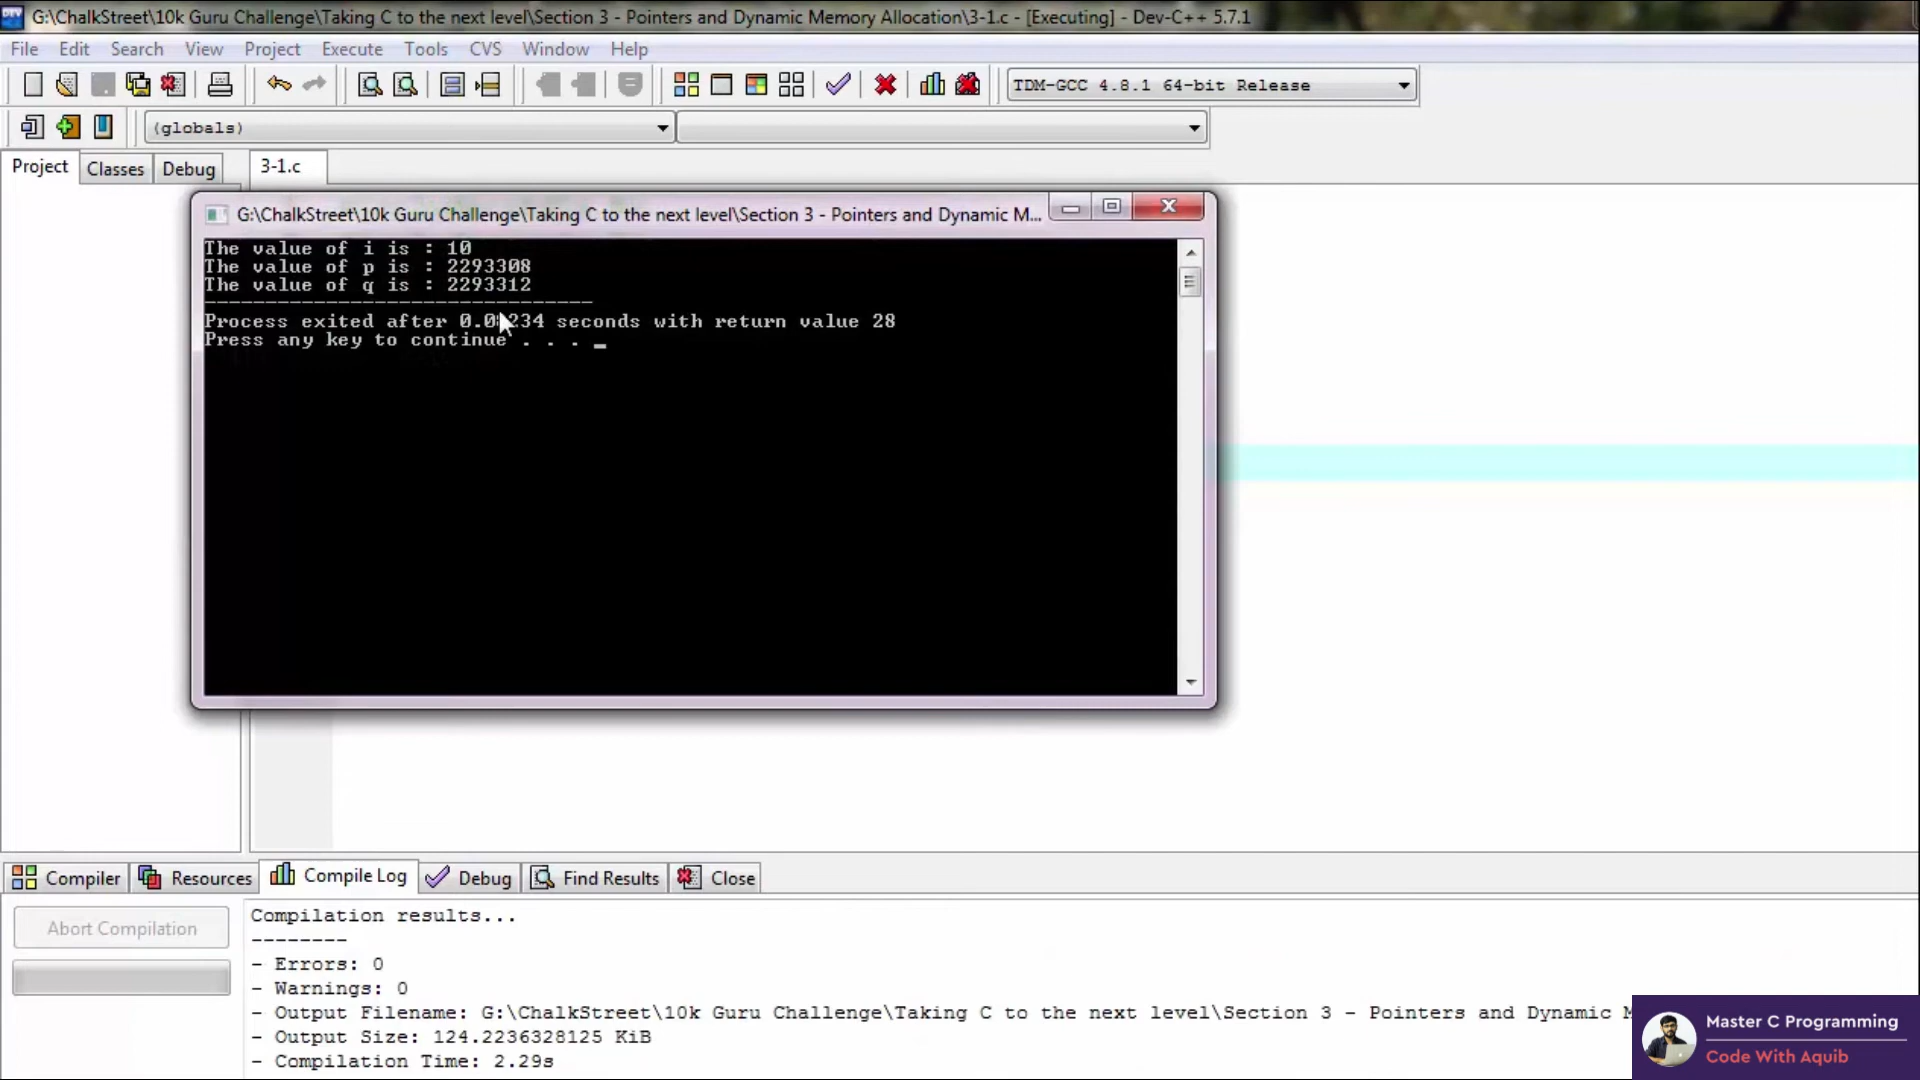 G:\ChalkStreet\10k Guru Challenge\Taking C to the next level\Section 3 - Pointers and Dynamic Memory Allocation\3-1.c - [Executing] - Dev-C++ 5.7.1
File Edit Search View Project Execute Tools CVS Window Help
TDM-GCC 4.8.1 64-bit Release
(globals)
Project Classes Debug 3-1.c
G:\ChalkStreet\10k Guru Challenge\Taking C to the next level\Section 3 - Pointers and Dynamic M...
The value of i is : 10
The value of p is : 2293308
The value of q is : 2293312
--------------------------------
Process exited after seconds with return value 28
Press any key to continue . . . _
Compiler Resources Compile Log Debug Find Results Close
Abort Compilation
Compilation results...
--------
- Errors: 0
- Warnings: 0
- Output Filename: G:\ChalkStreet\10k Guru Challenge\Taking C to the next level\Section 3 - Pointers and Dynamic
- Output Size: 124.2236328125 KiB
- Compilation Time: 2.29s
Master C Programming
Code With Aquib